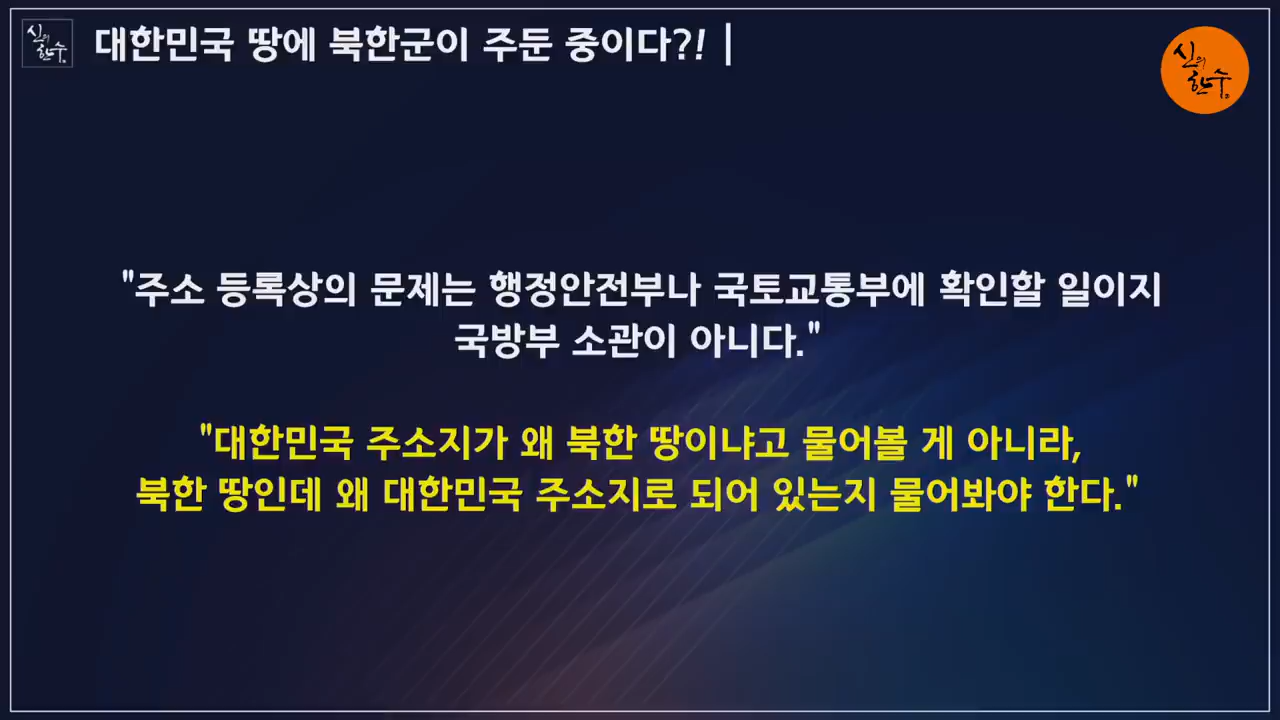 신의
한수
대한민국 땅에 북한군이 주둔 중이다?! |
신의
한수
"주소 등록상의 문제는 행정안전부나 국토교통부에 확인할 일이지
국방부 소관이 아니다."
"대한민국 주소지가 왜 북한 땅이냐고 물어볼 게 아니라,
북한 땅인데 왜 대한민국 주소지로 되어 있는지 물어봐야 한다."